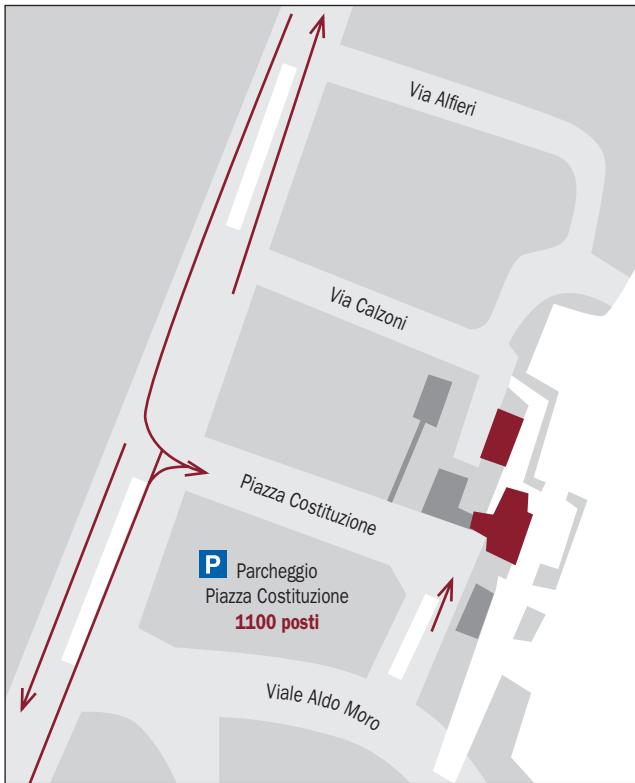 Via Alfieri
Via Calzoni
Piazza Costituzione
P Parcheggio
Piazza Costituzione
1100 posti
Viale Aldo Moro